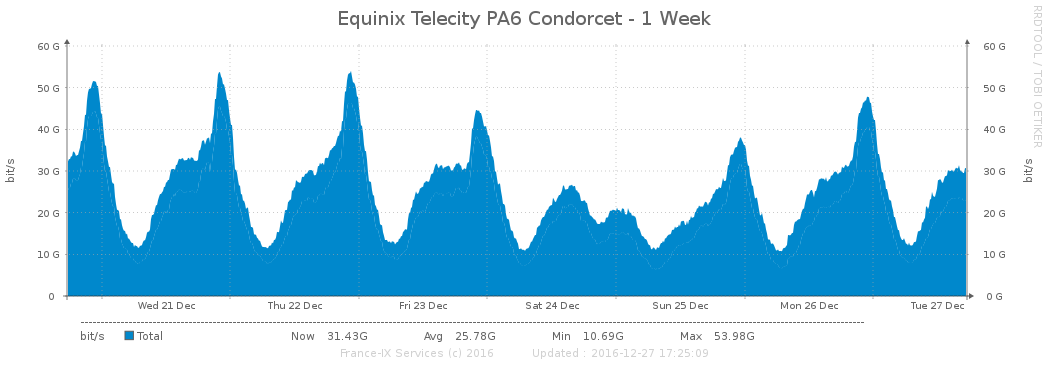 Equinix Telecity PA6 Condorcet - 1 Week
RRDTOOL / TOBI OETIKER
60 G 60 G
50 G 50 G
40 G 40 G
30 G 30 G
20 G 20 G
10 G 10 G
0 0 G
bit/s bit/s
Wed 21 Dec Thu 22 Dec Fri 23 Dec Sat 24 Dec Sun 25 Dec Mon 26 Dec Tue 27 Dec
bit/s Total Now 31.43G Avg 25.78G Min 10.69G Max 53.98G
France-IX Services (c) 2016 Updated : 2016-12-27 17:25:09